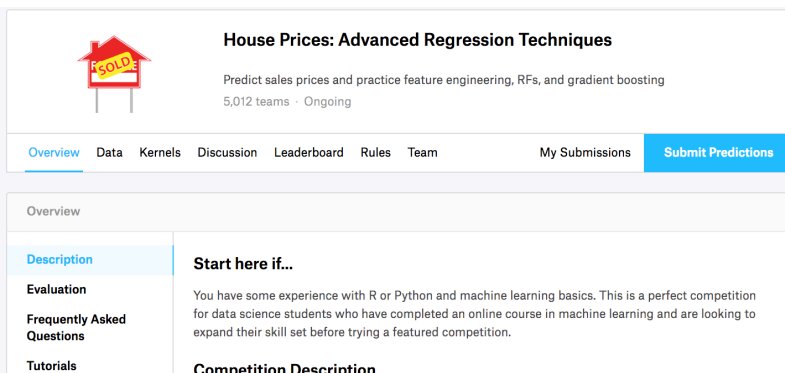 SOLD
House Prices: Advanced Regression Techniques
Predict sales prices and practice feature engineering, RFs, and gradient boosting
5,012 teams · Ongoing
Overview Data Kernels Discussion Leaderboard Rules Team My Submissions Submit Predictions
Overview
Description
Evaluation
Frequently Asked
Questions
Tutorials
Start here if...
You have some experience with R or Python and machine learning basics. This is a perfect competition
for data science students who have completed an online course in machine learning and are looking to
expand their skill set before trying a featured competition.
Competition Description